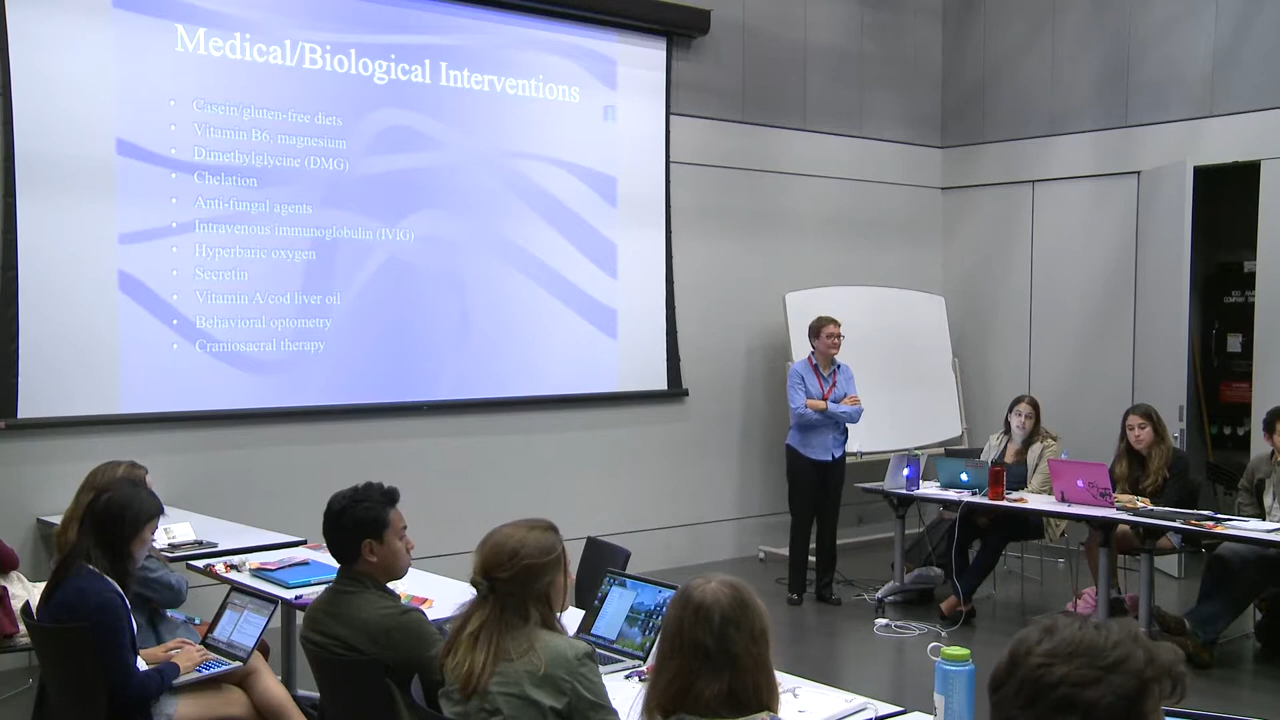 Medical/Biological Interventions
• Casein/gluten-free diets
• Vitamin B6, magnesium
• Dimethylglycine (DMG)
• Chelation
• Anti-fungal agents
• Intravenous immunoglobulin (IVIG)
• Hyperbaric oxygen
• Secretin
• Vitamin A/cod liver oil
• Behavioral optometry
• Craniosacral therapy